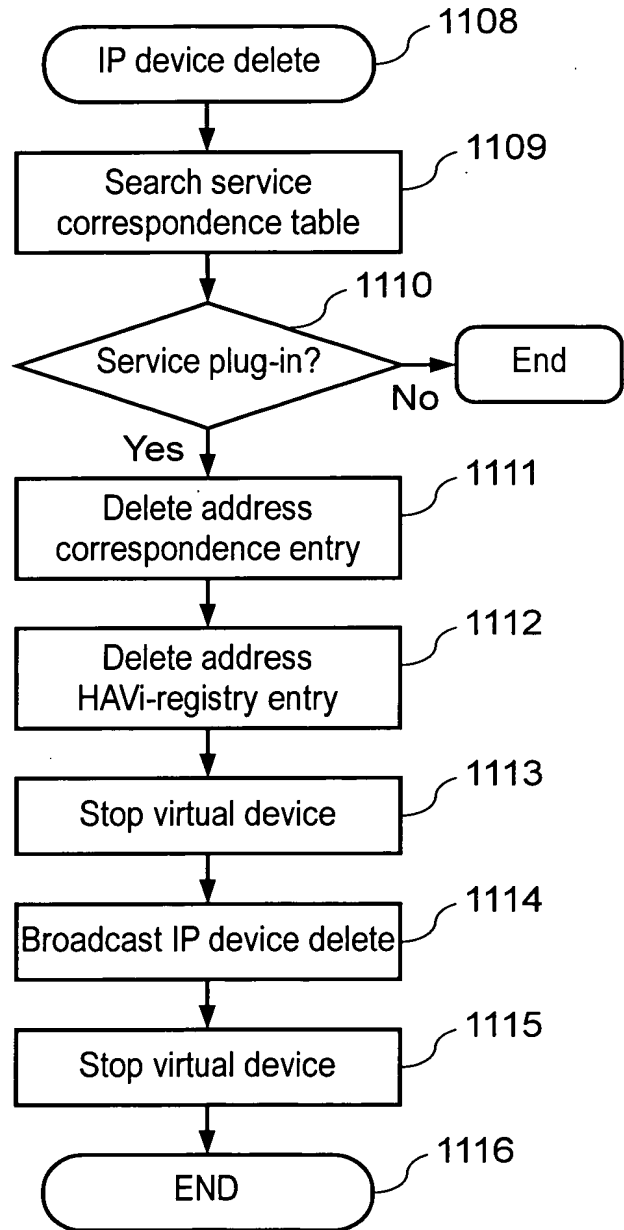 1108
IP device delete
1109
Search service
correspondence table
1110
Service plug-in?
End
No
Yes
1111
Delete address
correspondence entry
1112
Delete address
HAVi-registry entry
1113
Stop virtual device
1114
Broadcast IP device delete
1115
Stop virtual device
1116
END